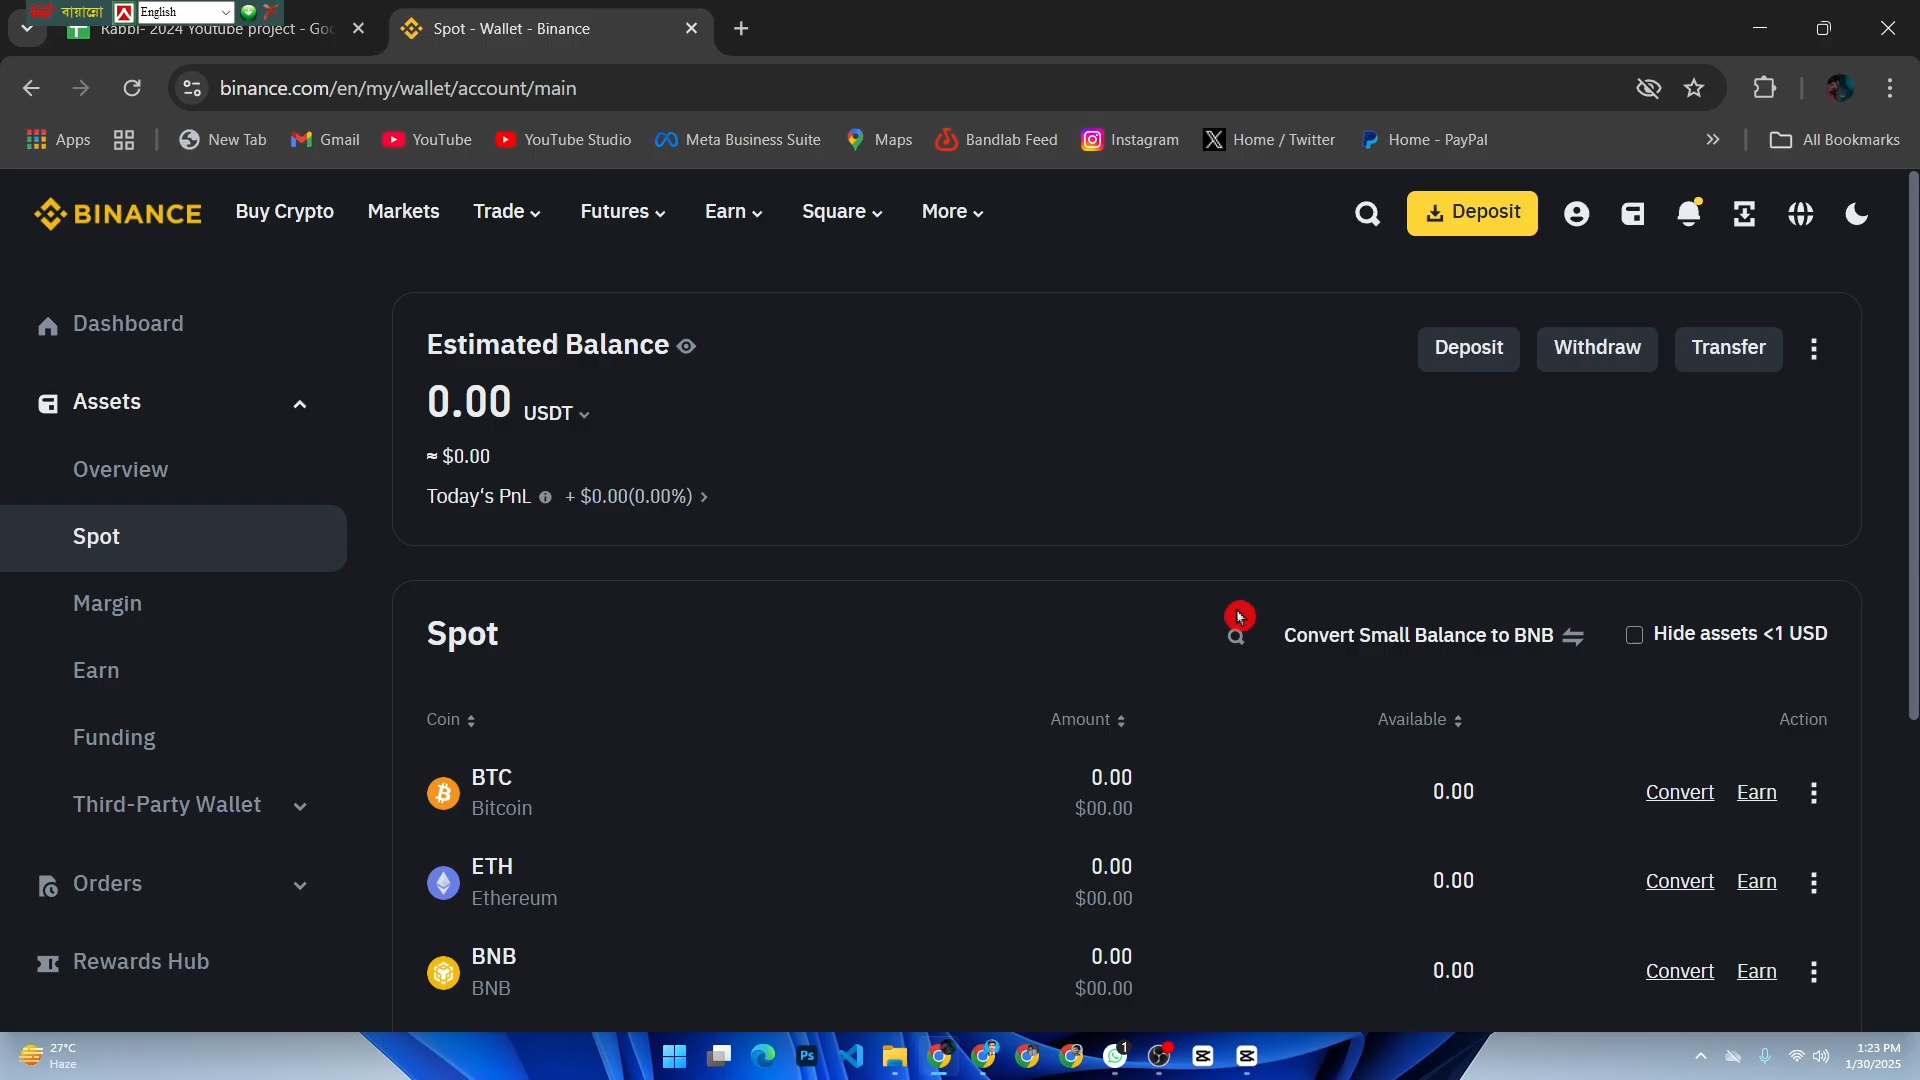 বায়ান্নো
English
Rabbi- 2024 Youtube project - Goo
Spot - Wallet - Binance
binance.com/en/my/wallet/account/main
Apps
New Tab
Gmail
YouTube
YouTube Studio
Meta Business Suite
Maps
Bandlab Feed
Instagram
Home / Twitter
Home - PayPal
All Bookmarks
BINANCE
Buy Crypto
Markets
Trade
Futures
Earn
Square
More
Deposit
Dashboard
Assets
Overview
Spot
Margin
Earn
Funding
Third-Party Wallet
Orders
Rewards Hub
Estimated Balance
Deposit
Withdraw
Transfer
0.00 USDT
≈ $0.00
Today's PnL + $0.00(0.00%)
Spot
Convert Small Balance to BNB
Hide assets <1 USD
Coin Amount Available Action
BTC 0.00
Bitcoin $00.00
0.00 Convert Earn
ETH 0.00
Ethereum $00.00
0.00 Convert Earn
BNB 0.00
BNB $00.00
0.00 Convert Earn
27°C
Haze
Ps
1
1:23 PM
1/30/2025